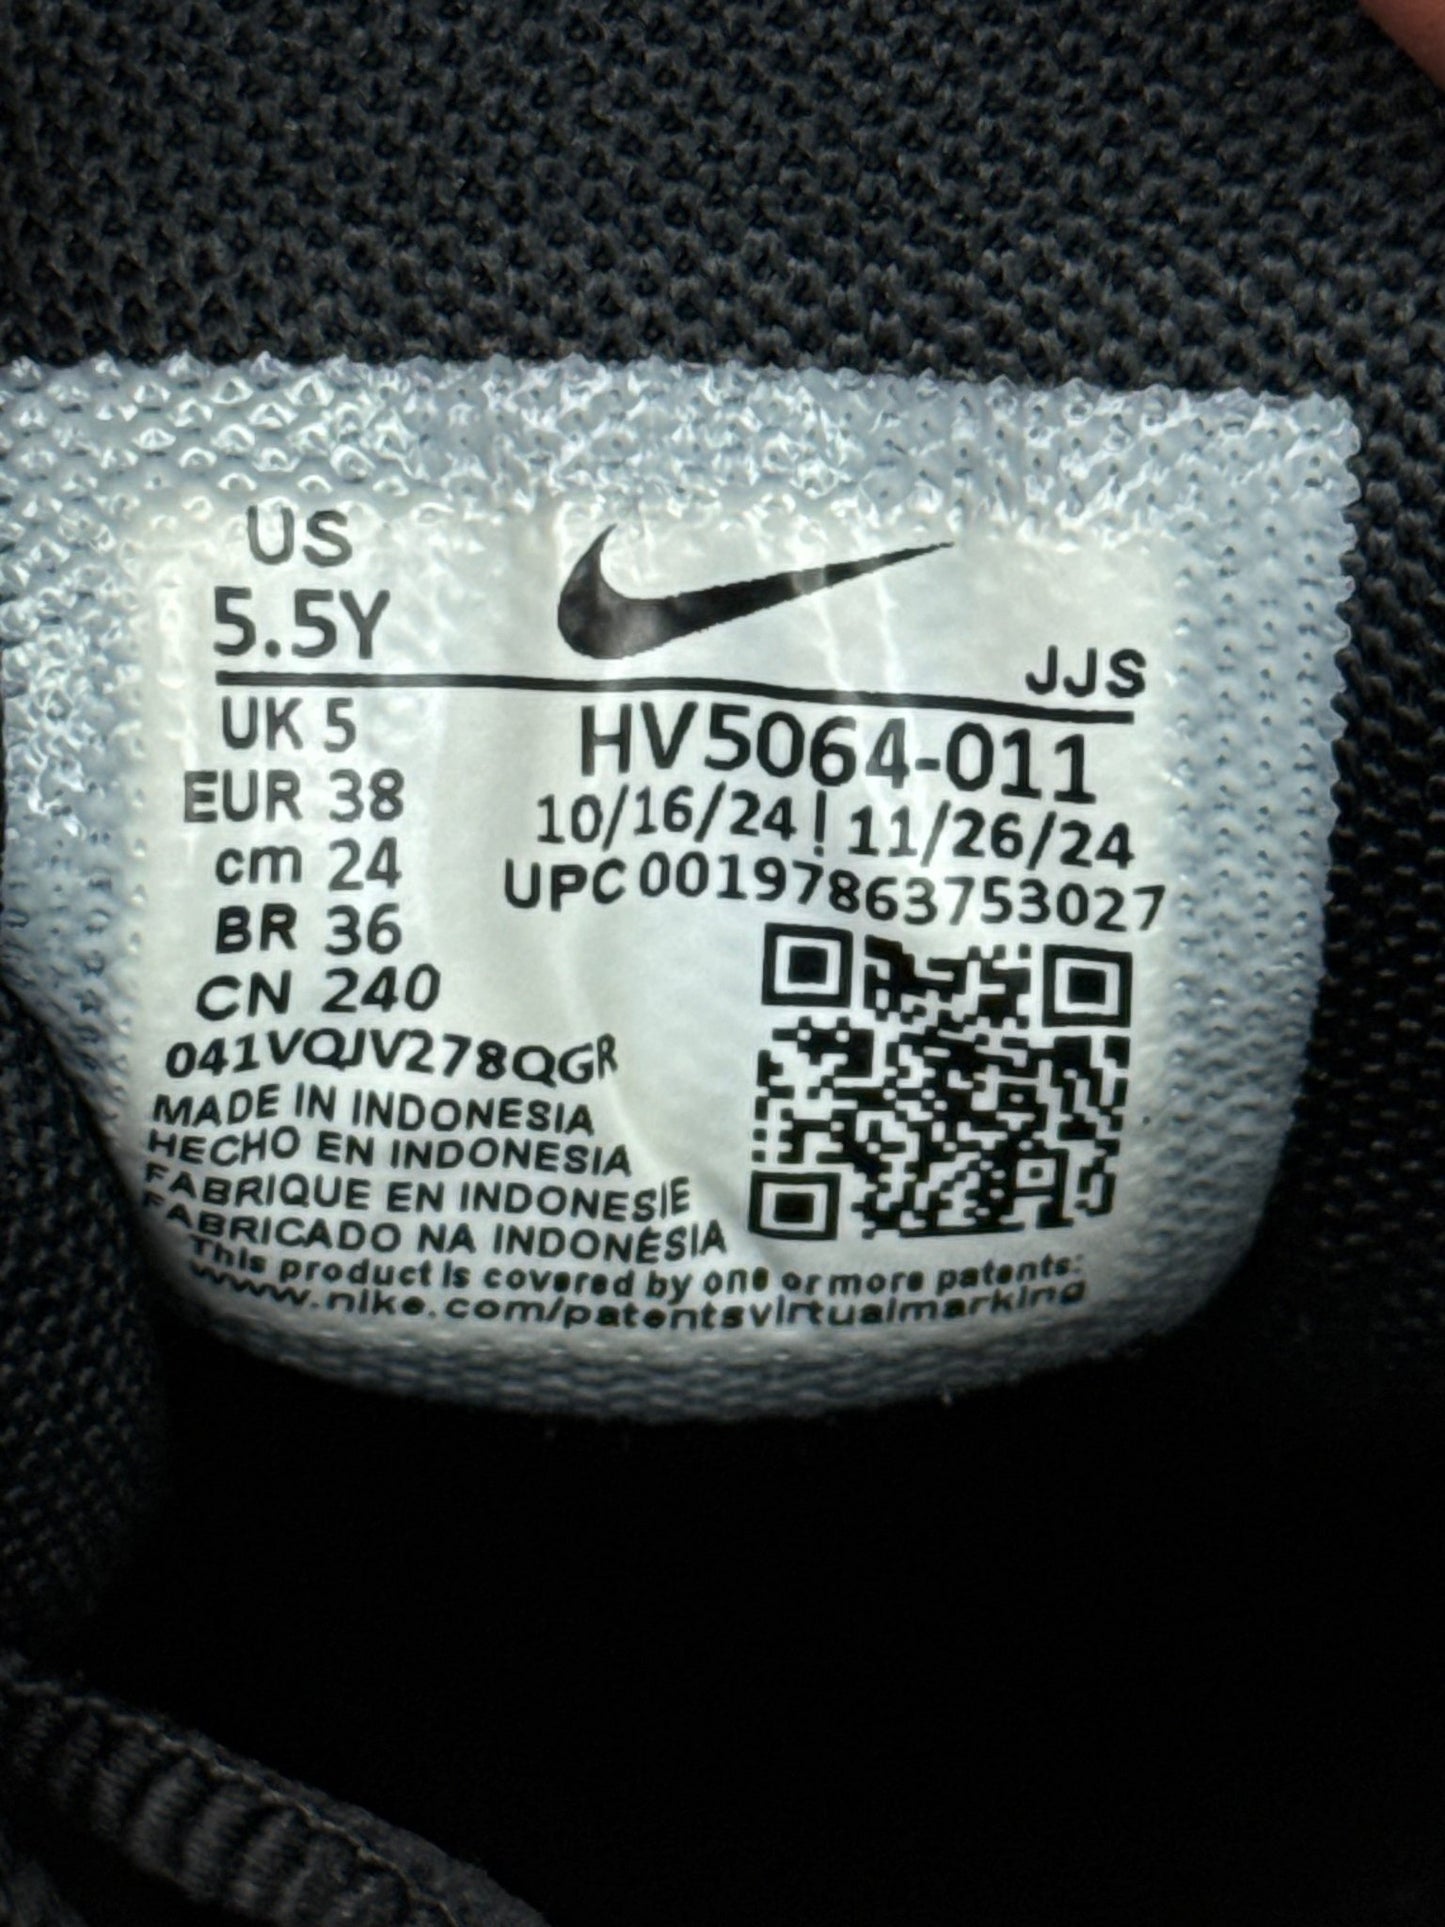 US
5.5Y
JJS
UK 5
EUR 38
cm 24
BR 36
CN 240
HV5064-011
10/16/24 | 11/26/24
UPC 00197863753027
041VQJV278QGR
MADE IN INDONESIA
HECHO EN INDONESIA
FABRIQUE EN INDONESIE
FABRICADO NA INDONÉSIA
This product is covered by one or more patents:
www.nike.com/patentsvirtualmarking